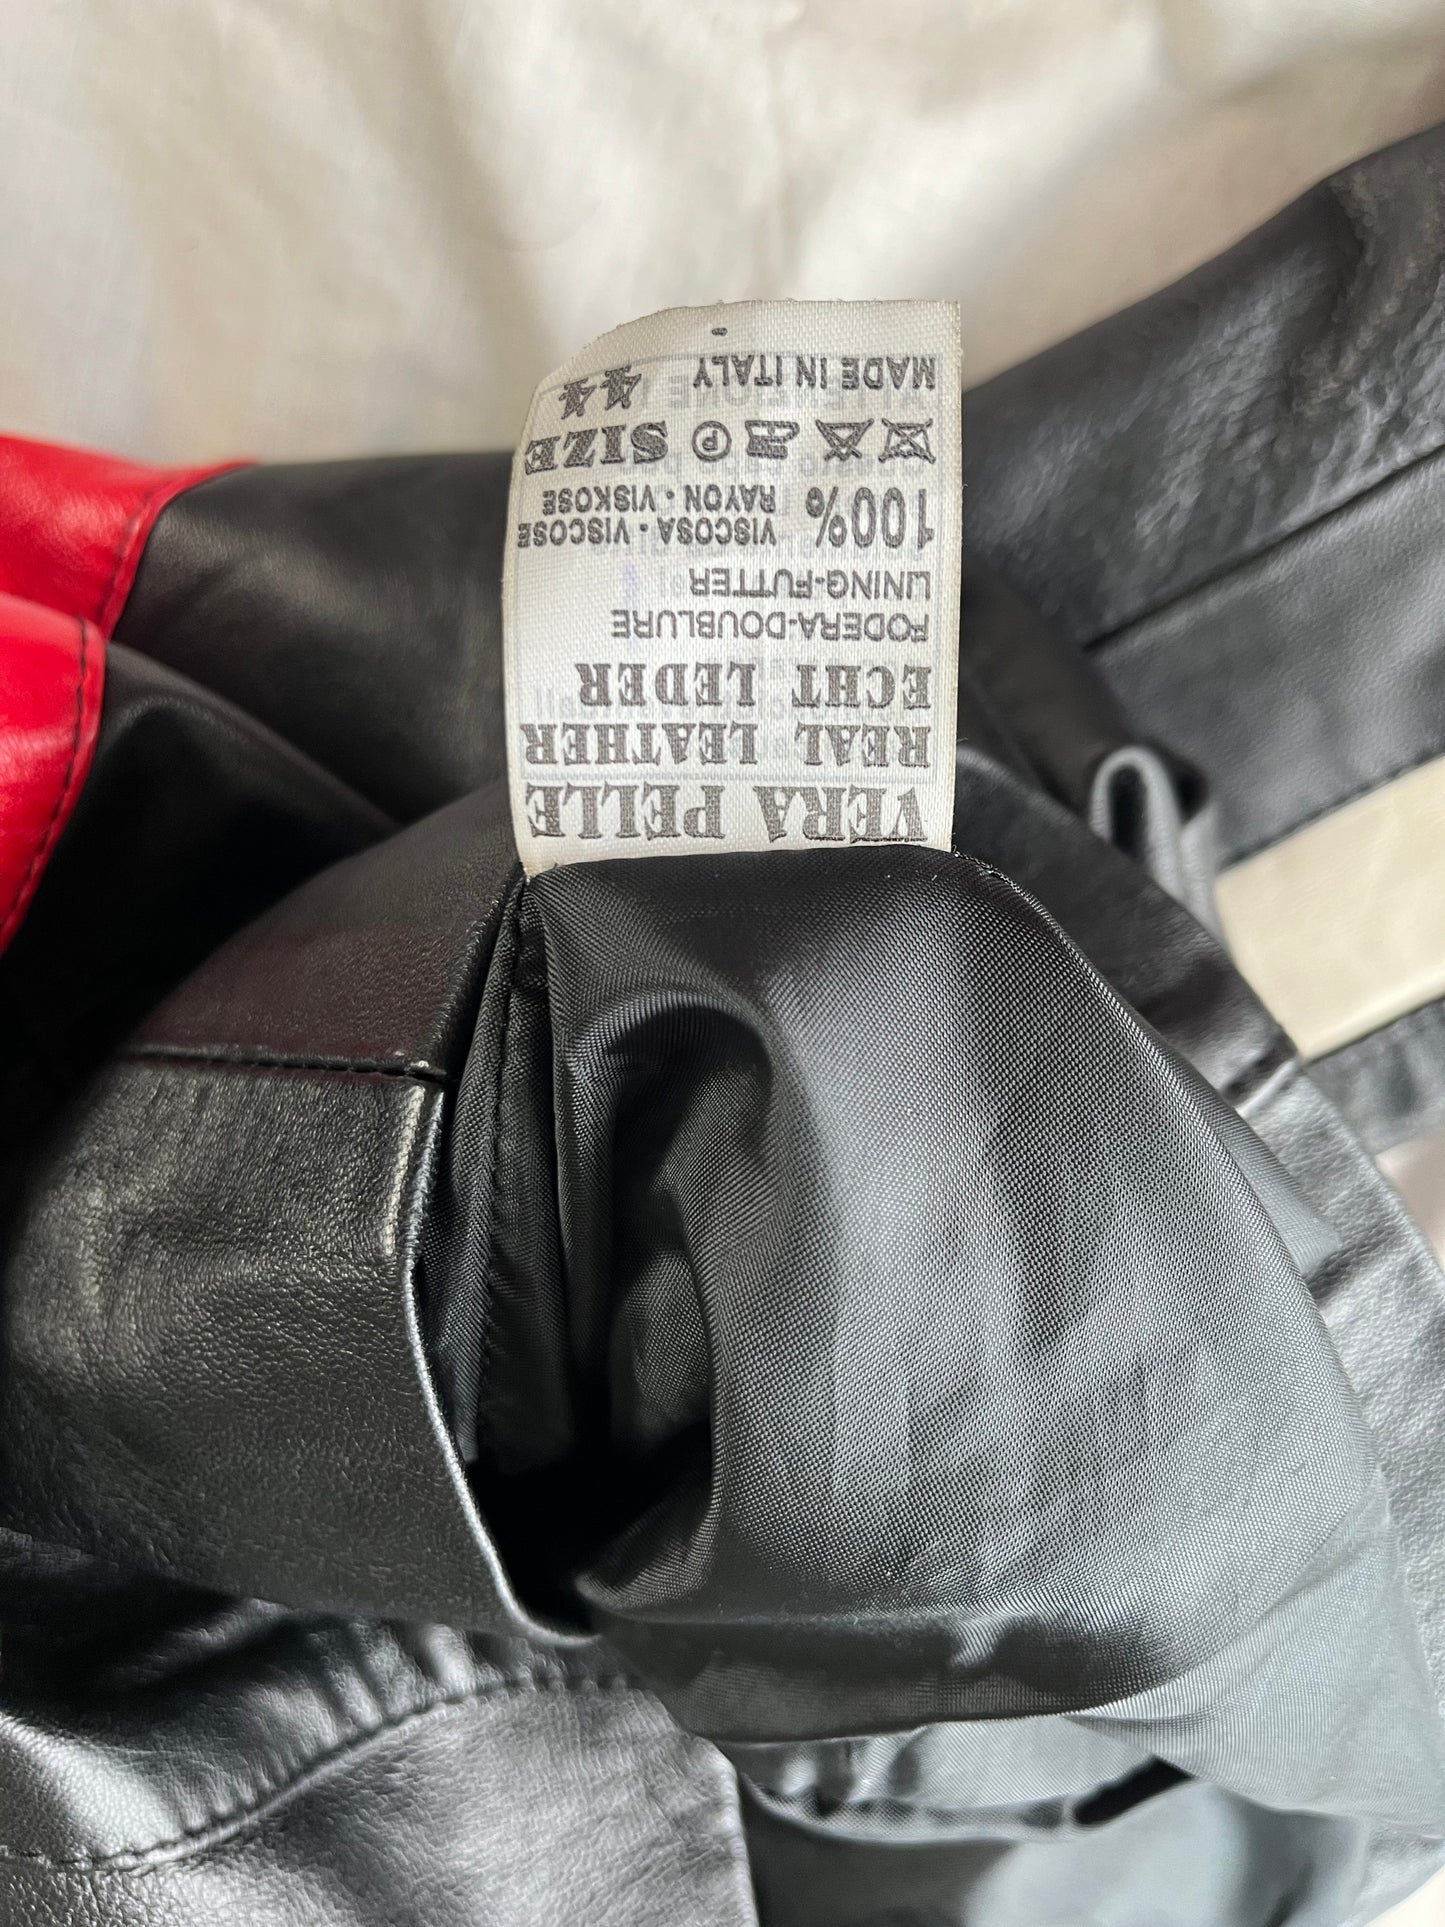 VERA PELLE
REAL LEATHER
ECHT LEDER
FODERA-DOUBLURE
LINING-FUTTER
100% VISCOSA · VISCOSE
RAYON · VISKOSE
P SIZE 44
MADE IN ITALY